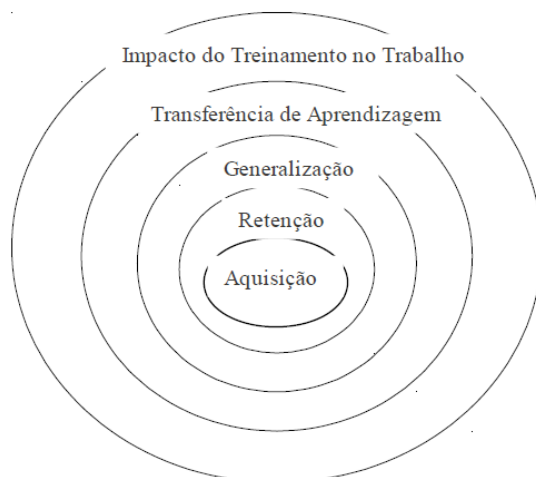 Impacto do Treinamento no Trabalho
Transferência de Aprendizagem
Generalização
Retenção
Aquisição